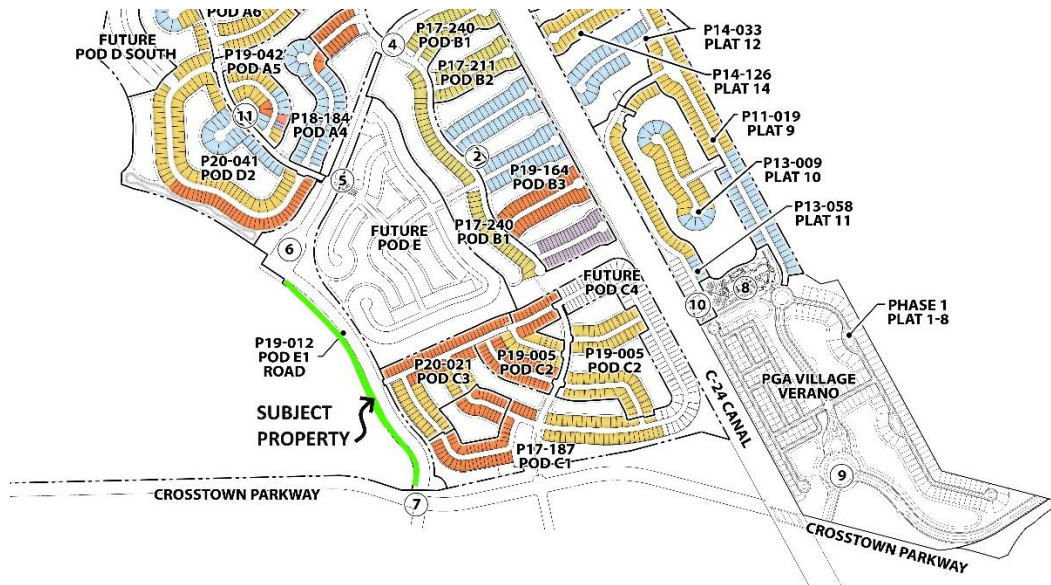 POD A6
FUTURE
POD D SOUTH
P19-042
POD A5
11
P18-184
POD A4
P20-041
POD D2
4
P17-240
POD B1
P17-211
POD B2
2
P19-164
POD B3
P17-240
POD B1
5
6
FUTURE
POD E
P14-033
PLAT 12
P14-126
PLAT 14
P11-019
PLAT 9
P13-009
PLAT 10
P13-058
PLAT 11
FUTURE
POD C4
10
8
PHASE 1
PLAT 1-8
PGA VILLAGE
VERANO
P19-012
POD E1
ROAD
P20-021
POD C3
P19-005
POD C2
P19-005
POD C2
C-24 CANAL
SUBJECT
PROPERTY
P17-187
POD C1
CROSSTOWN PARKWAY
7
9
CROSSTOWN PARKWAY